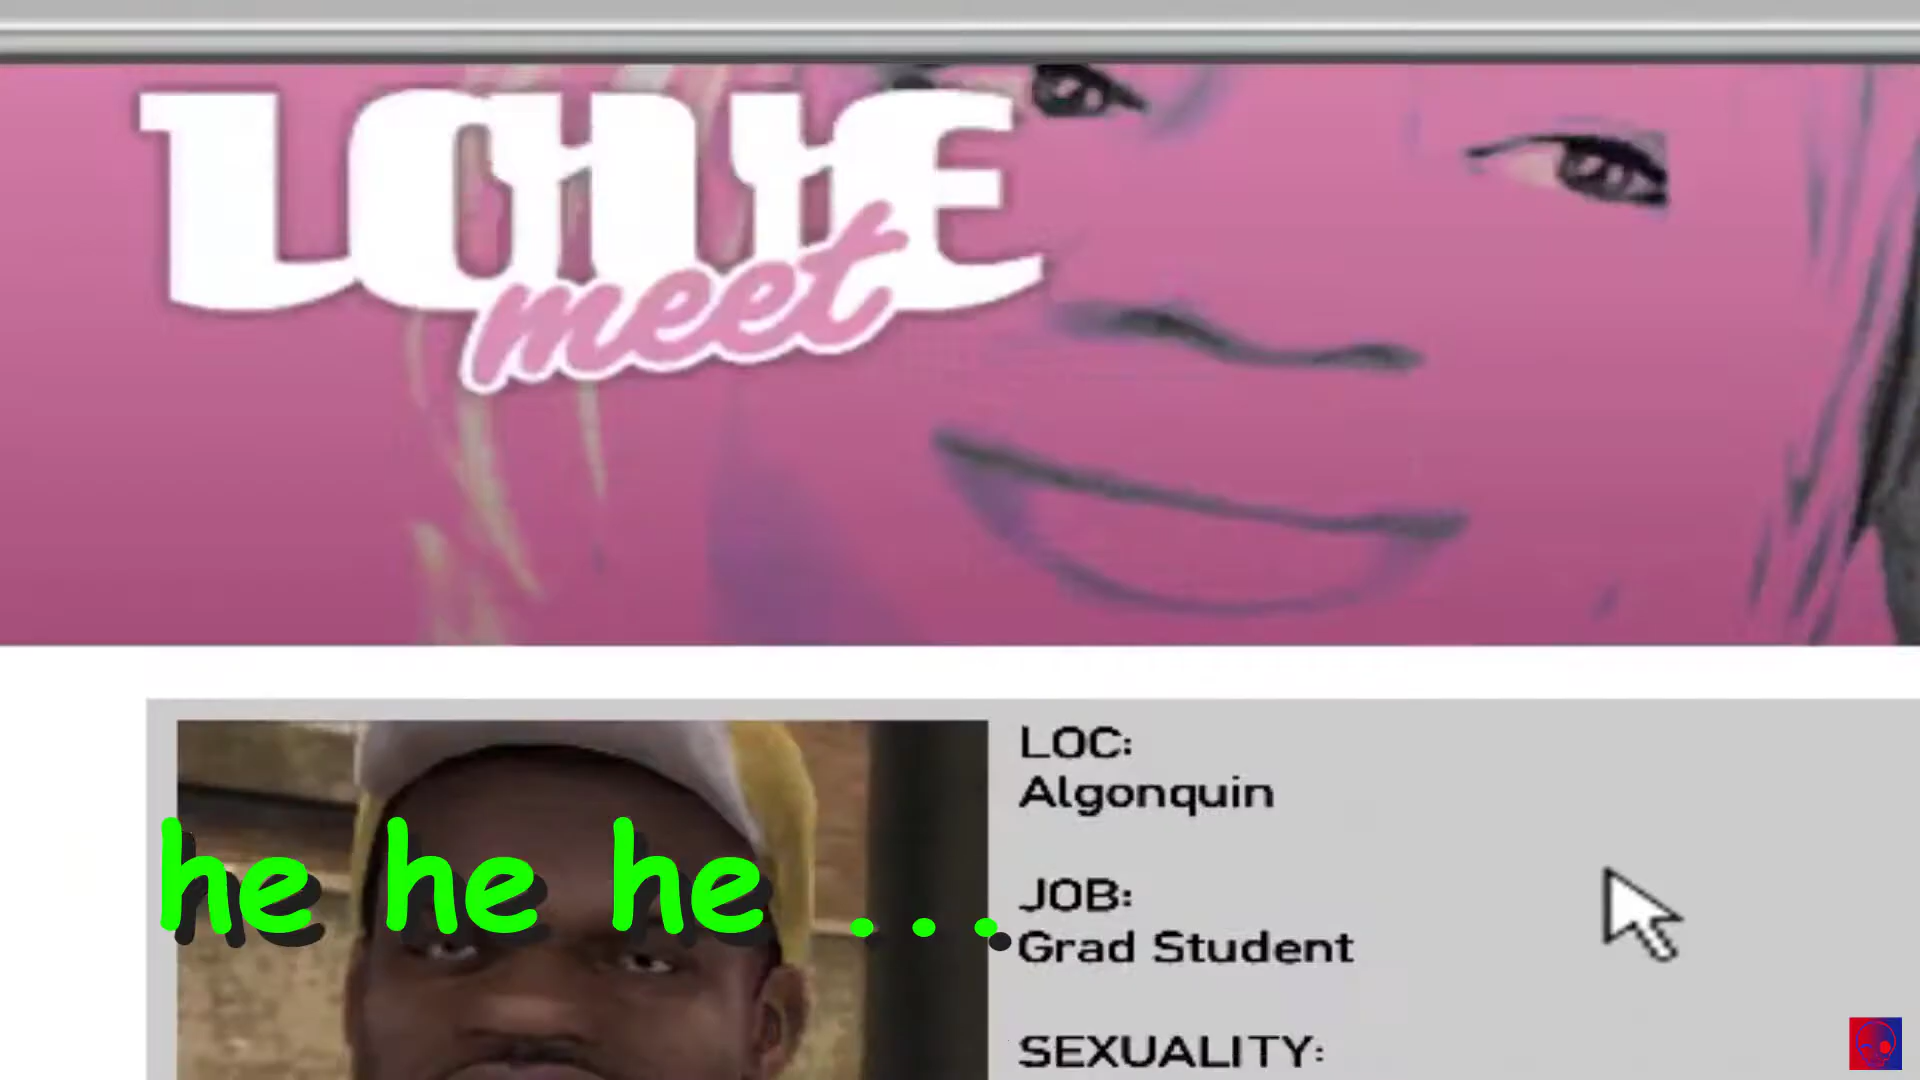 LOVE
meet
LOC:
Algonquin
JOB:
he he he ...
Grad Student
SEXUALITY: